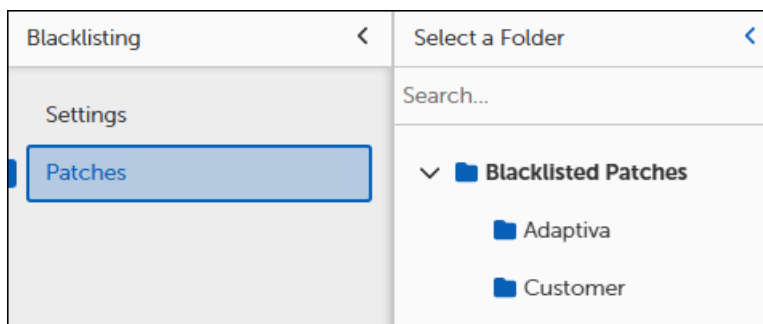 Blacklisting
Settings
Patches
Select a Folder
Search...
Blacklisted Patches
Adaptiva
Customer